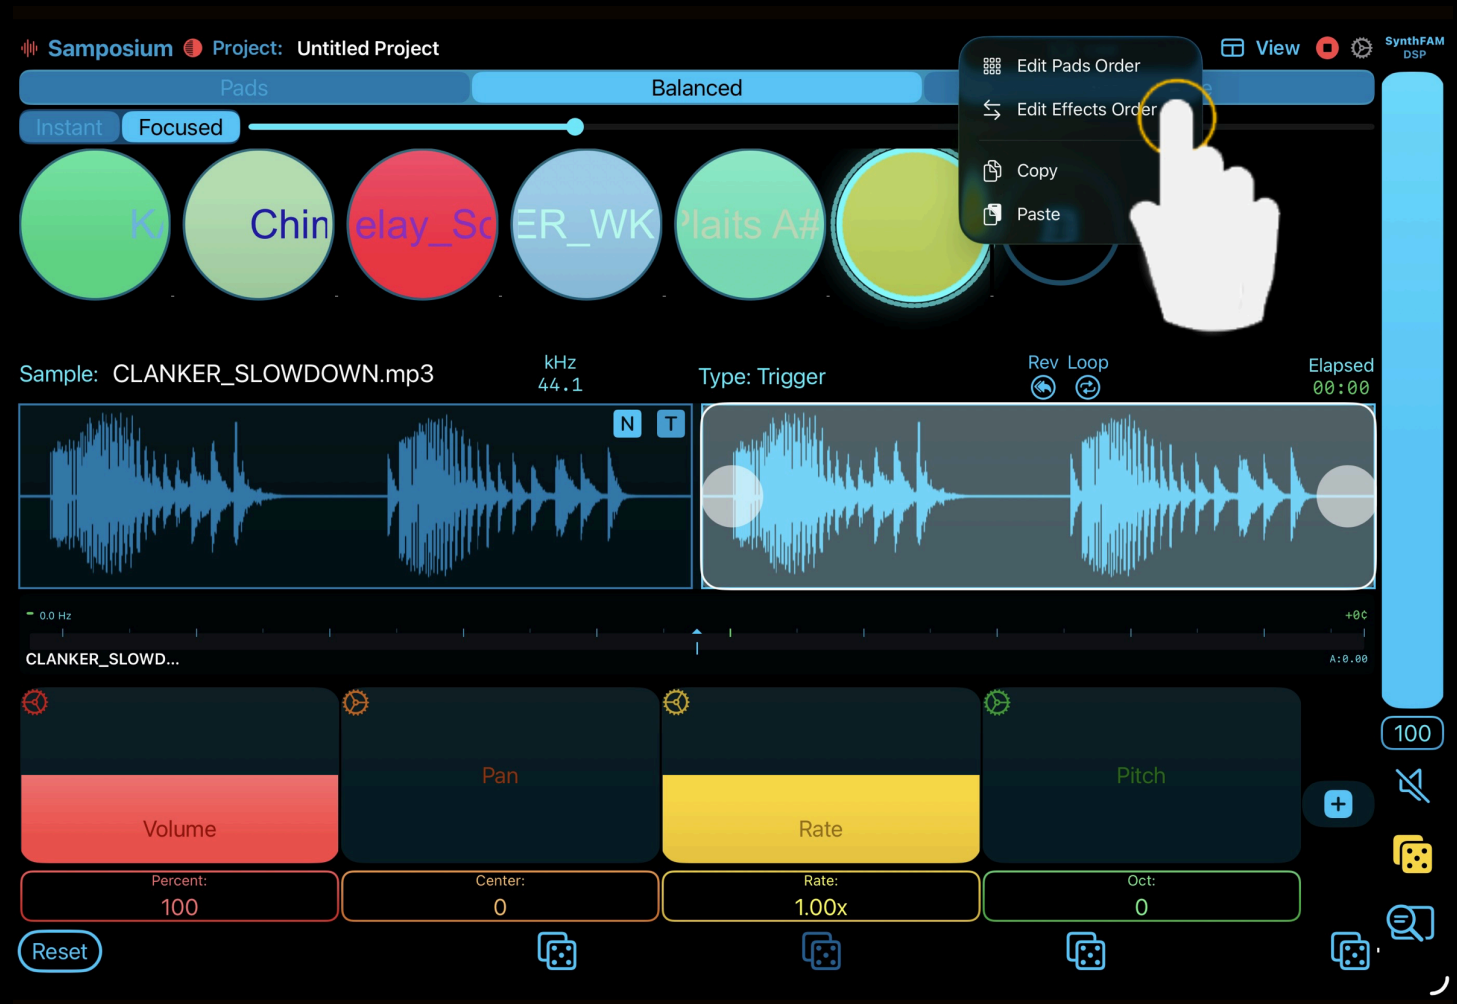 Samposium Project: Untitled Project
View
SynthFAM
DSP
Pads
Balanced
Edit Pads Order
Edit Effects Order
Copy
Paste
Instant
Focused
Chin
elay_Sc
ER_WK
Plaits A#
Sample: CLANKER_SLOWDOWN.mp3
kHz
44.1
Type: Trigger
Rev Loop
Elapsed
00:00
N T
0.0 Hz
+0¢
CLANKER_SLOWD...
A:0.00
100
Volume
Pan
Rate
Pitch
Percent:
100
Center:
0
Rate:
1.00x
Oct:
0
Reset